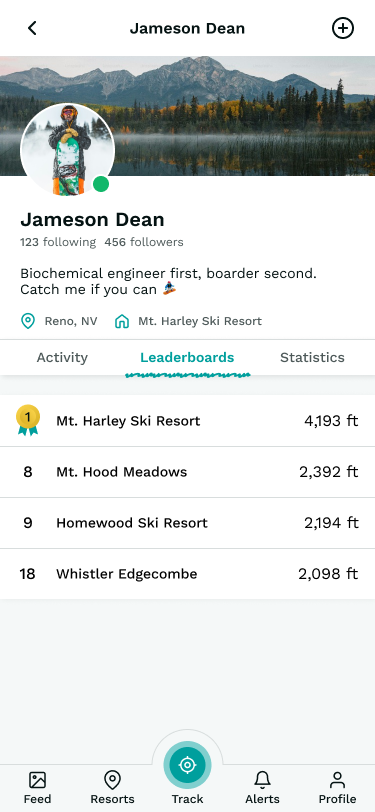 Jameson Dean
Jameson Dean
123 following 456 followers
Biochemical engineer first, boarder second.
Catch me if you can 🏂
Reno, NV Mt. Harley Ski Resort
Activity Leaderboards Statistics
1 Mt. Harley Ski Resort 4,193 ft
8 Mt. Hood Meadows 2,392 ft
9 Homewood Ski Resort 2,194 ft
18 Whistler Edgecombe 2,098 ft
Feed Resorts Track Alerts Profile